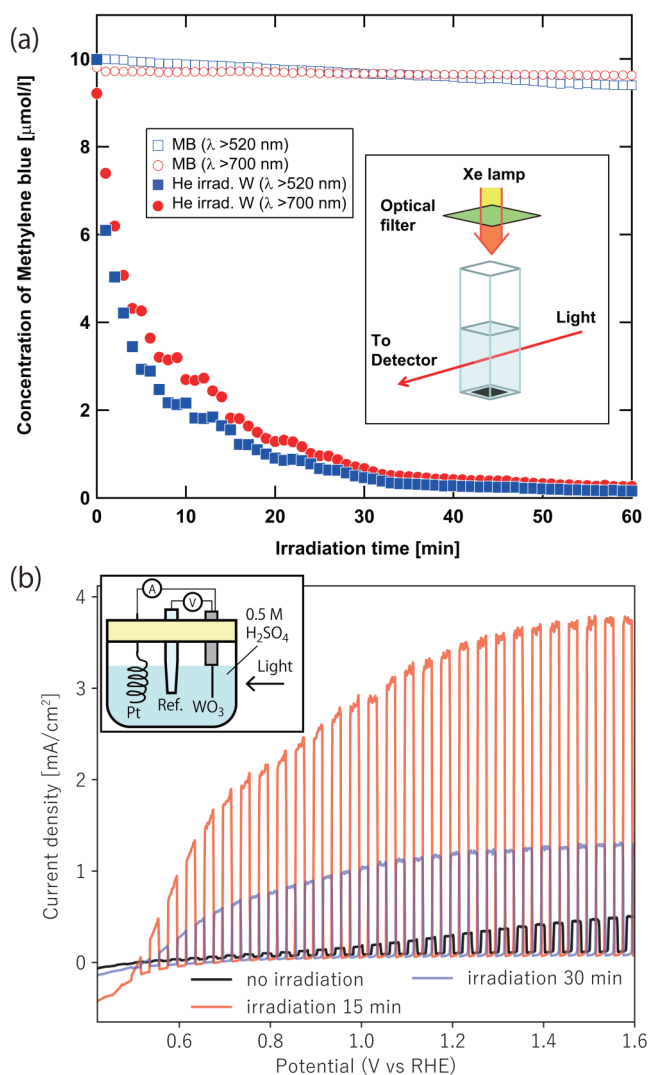 (a)
Concentration of Methylene blue [μmol/l]
10
8
6
4
2
0
MB (λ >520 nm)
MB (λ >700 nm)
He irrad. W (λ >520 nm)
He irrad. W (λ >700 nm)
Xe lamp
Optical
filter
Light
To
Detector
0
10
20
30
40
50
60
Irradiation time [min]
(b)
Current density [mA/cm²]
4
3
2
1
0
A
V
0.5 M
H₂SO₄
Light
Pt
Ref.
WO₃
no irradiation
irradiation 30 min
irradiation 15 min
0.6
0.8
1.0
1.2
1.4
1.6
Potential (V vs RHE)